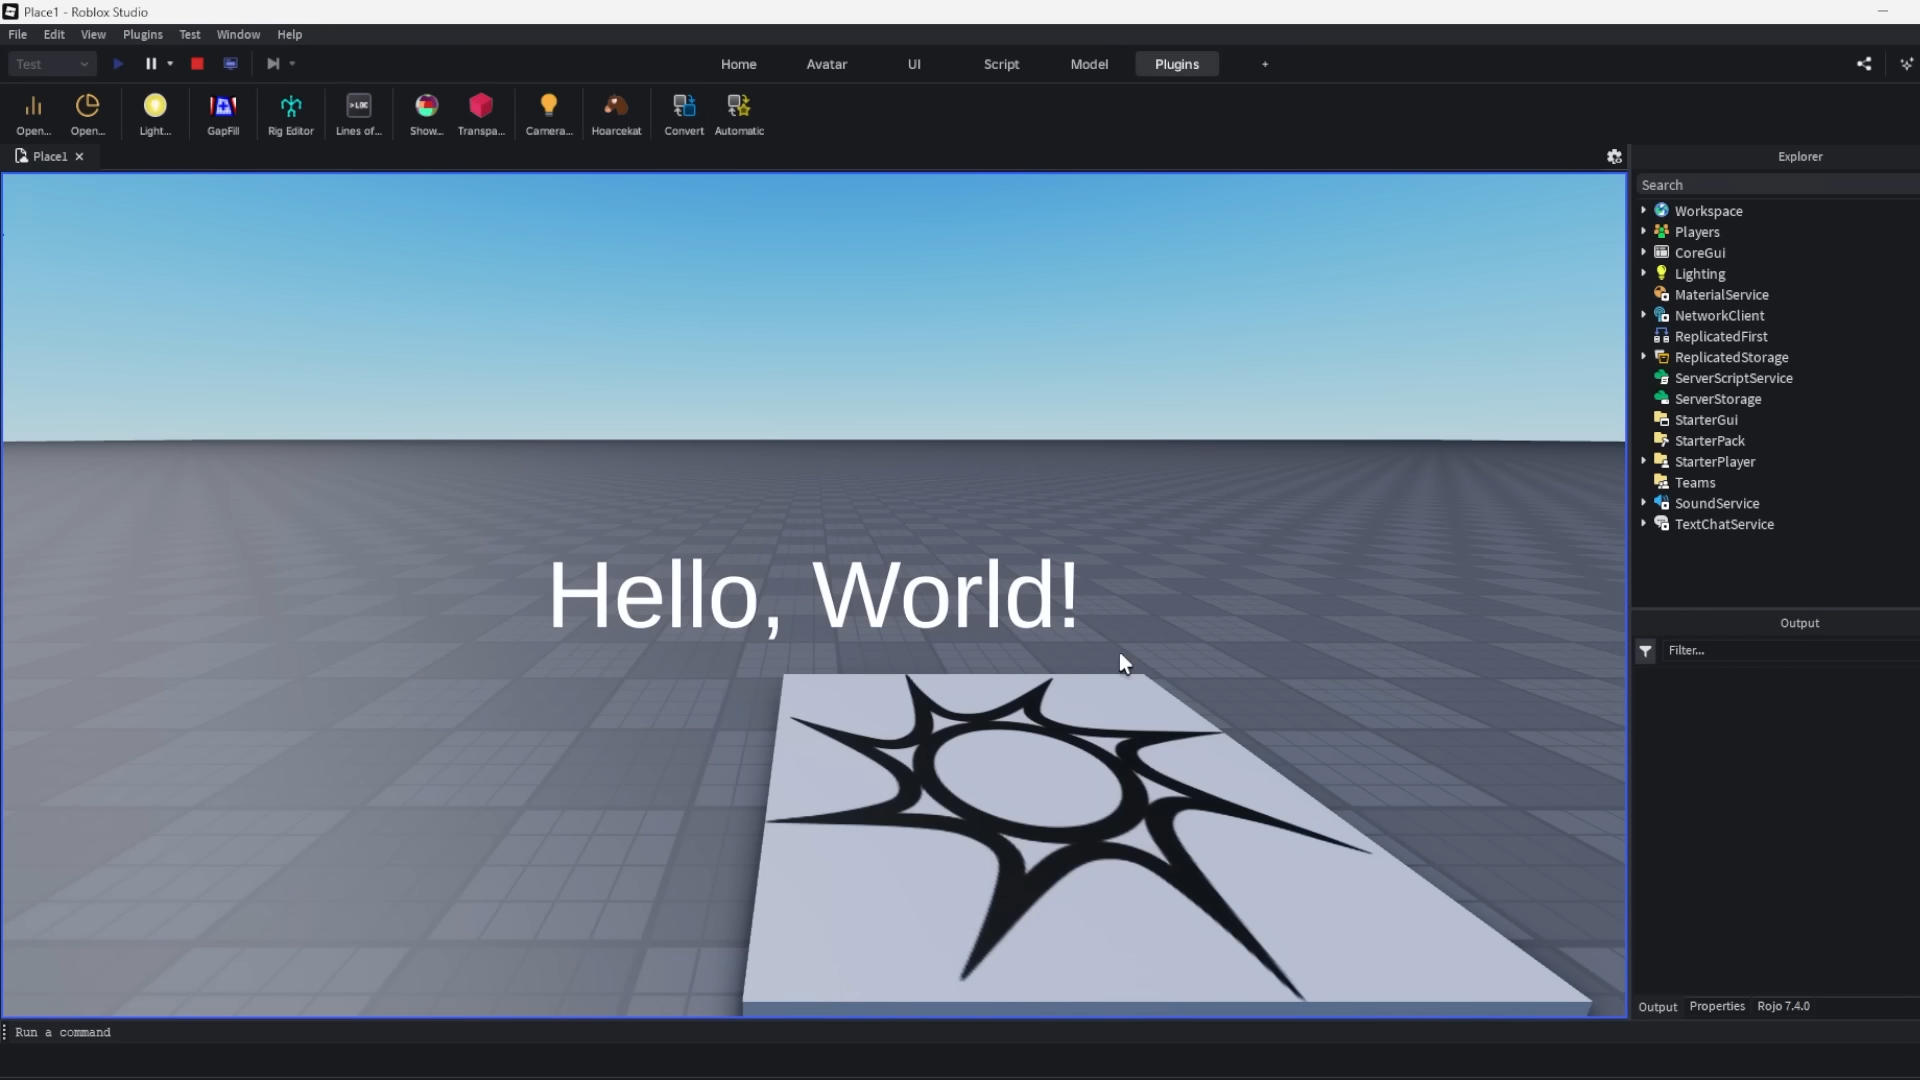 Place1 - Roblox Studio
File Edit View Plugins Test Window Help
Test
Home Avatar UI Script Model Plugins +
Open... Open... Light... GapFill Rig Editor Lines of... Show... Transpa... Camera... Hoarcekat Convert Automatic
>LOC
Place1
Explorer
Search
Workspace
Players
CoreGui
Lighting
MaterialService
NetworkClient
ReplicatedFirst
ReplicatedStorage
ServerScriptService
ServerStorage
StarterGui
StarterPack
StarterPlayer
Teams
SoundService
TextChatService
Hello, World!
Output
Filter...
Output Properties Rojo 7.4.0
Run a command